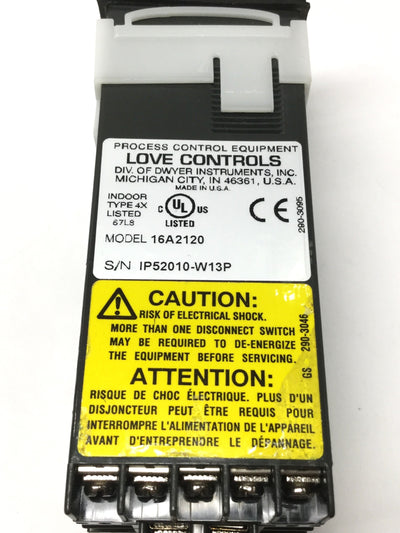 PROCESS CONTROL EQUIPMENT
LOVE CONTROLS
DIV. OF DWYER INSTRUMENTS, INC.
MICHIGAN CITY, IN 46361, U.S.A.
MADE IN U.S.A.
INDOOR
TYPE 4X
LISTED
67L8
C UL US
LISTED
CE
290-3095
MODEL 16A2120
S/N IP52010-W13P
CAUTION:
RISK OF ELECTRICAL SHOCK.
MORE THAN ONE DISCONNECT SWITCH
MAY BE REQUIRED TO DE-ENERGIZE
THE EQUIPMENT BEFORE SERVICING.
GS 290-3046
ATTENTION:
RISQUE DE CHOC ÉLECTRIQUE. PLUS D'UN
DISJONCTEUR PEUT ÊTRE REQUIS POUR
INTERROMPRE L'ALIMENTATION DE L'APPAREIL
AVANT D'ENTREPRENDRE LE DÉPANNAGE.